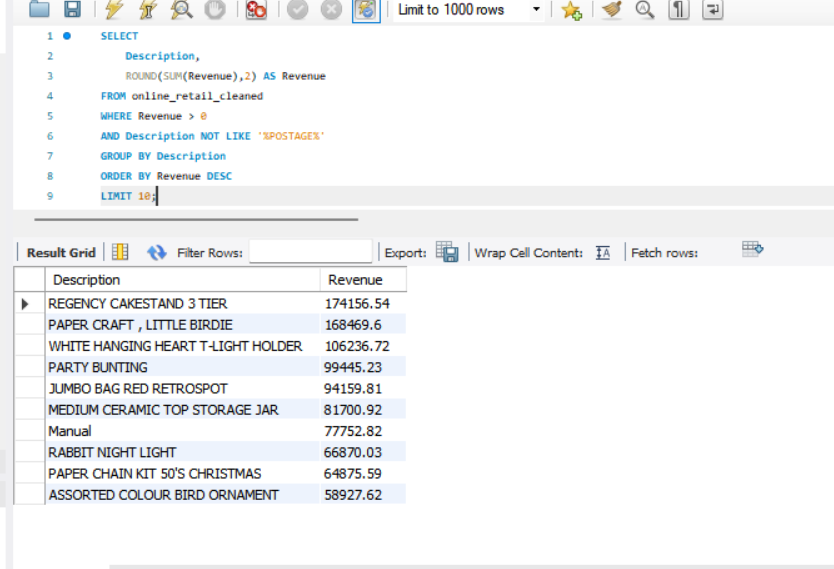 Limit to 1000 rows
1 SELECT
2 Description,
3 ROUND(SUM(Revenue),2) AS Revenue
4 FROM online_retail_cleaned
5 WHERE Revenue > 0
6 AND Description NOT LIKE '%POSTAGE%'
7 GROUP BY Description
8 ORDER BY Revenue DESC
9 LIMIT 10;
Result Grid Filter Rows: Export: Wrap Cell Content: IA Fetch rows:
Description Revenue
REGENCY CAKESTAND 3 TIER 174156.54
PAPER CRAFT , LITTLE BIRDIE 168469.6
WHITE HANGING HEART T-LIGHT HOLDER 106236.72
PARTY BUNTING 99445.23
JUMBO BAG RED RETROSPOT 94159.81
MEDIUM CERAMIC TOP STORAGE JAR 81700.92
Manual 77752.82
RABBIT NIGHT LIGHT 66870.03
PAPER CHAIN KIT 50'S CHRISTMAS 64875.59
ASSORTED COLOUR BIRD ORNAMENT 58927.62